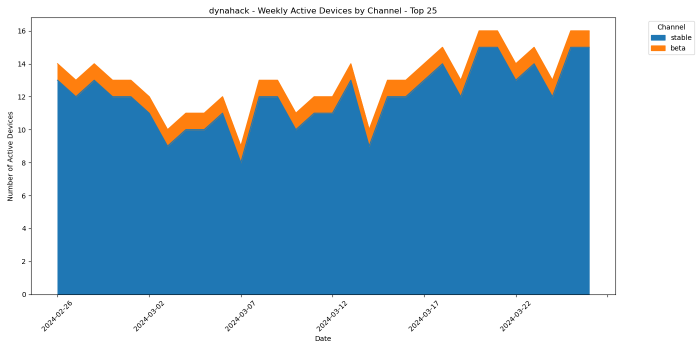 dynahack - Weekly Active Devices by Channel - Top 25
Channel
stable
beta
Number of Active Devices
16
14
12
10
8
6
4
2
0
2024-02-26
2024-03-02
2024-03-07
2024-03-12
2024-03-17
2024-03-22
Date